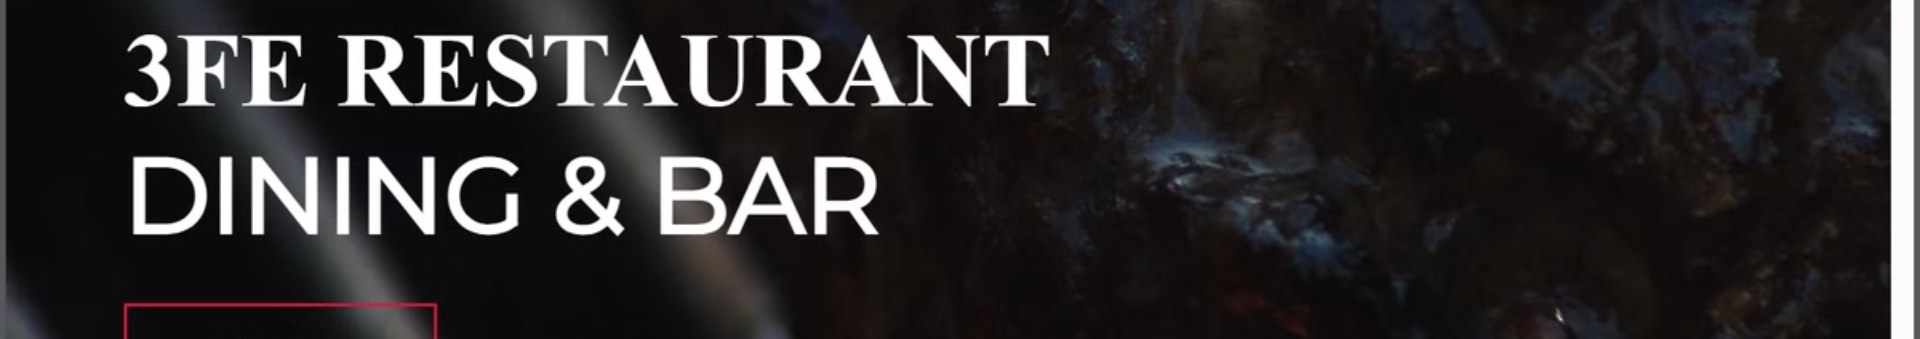 3FE RESTAURANT
DINING & BAR